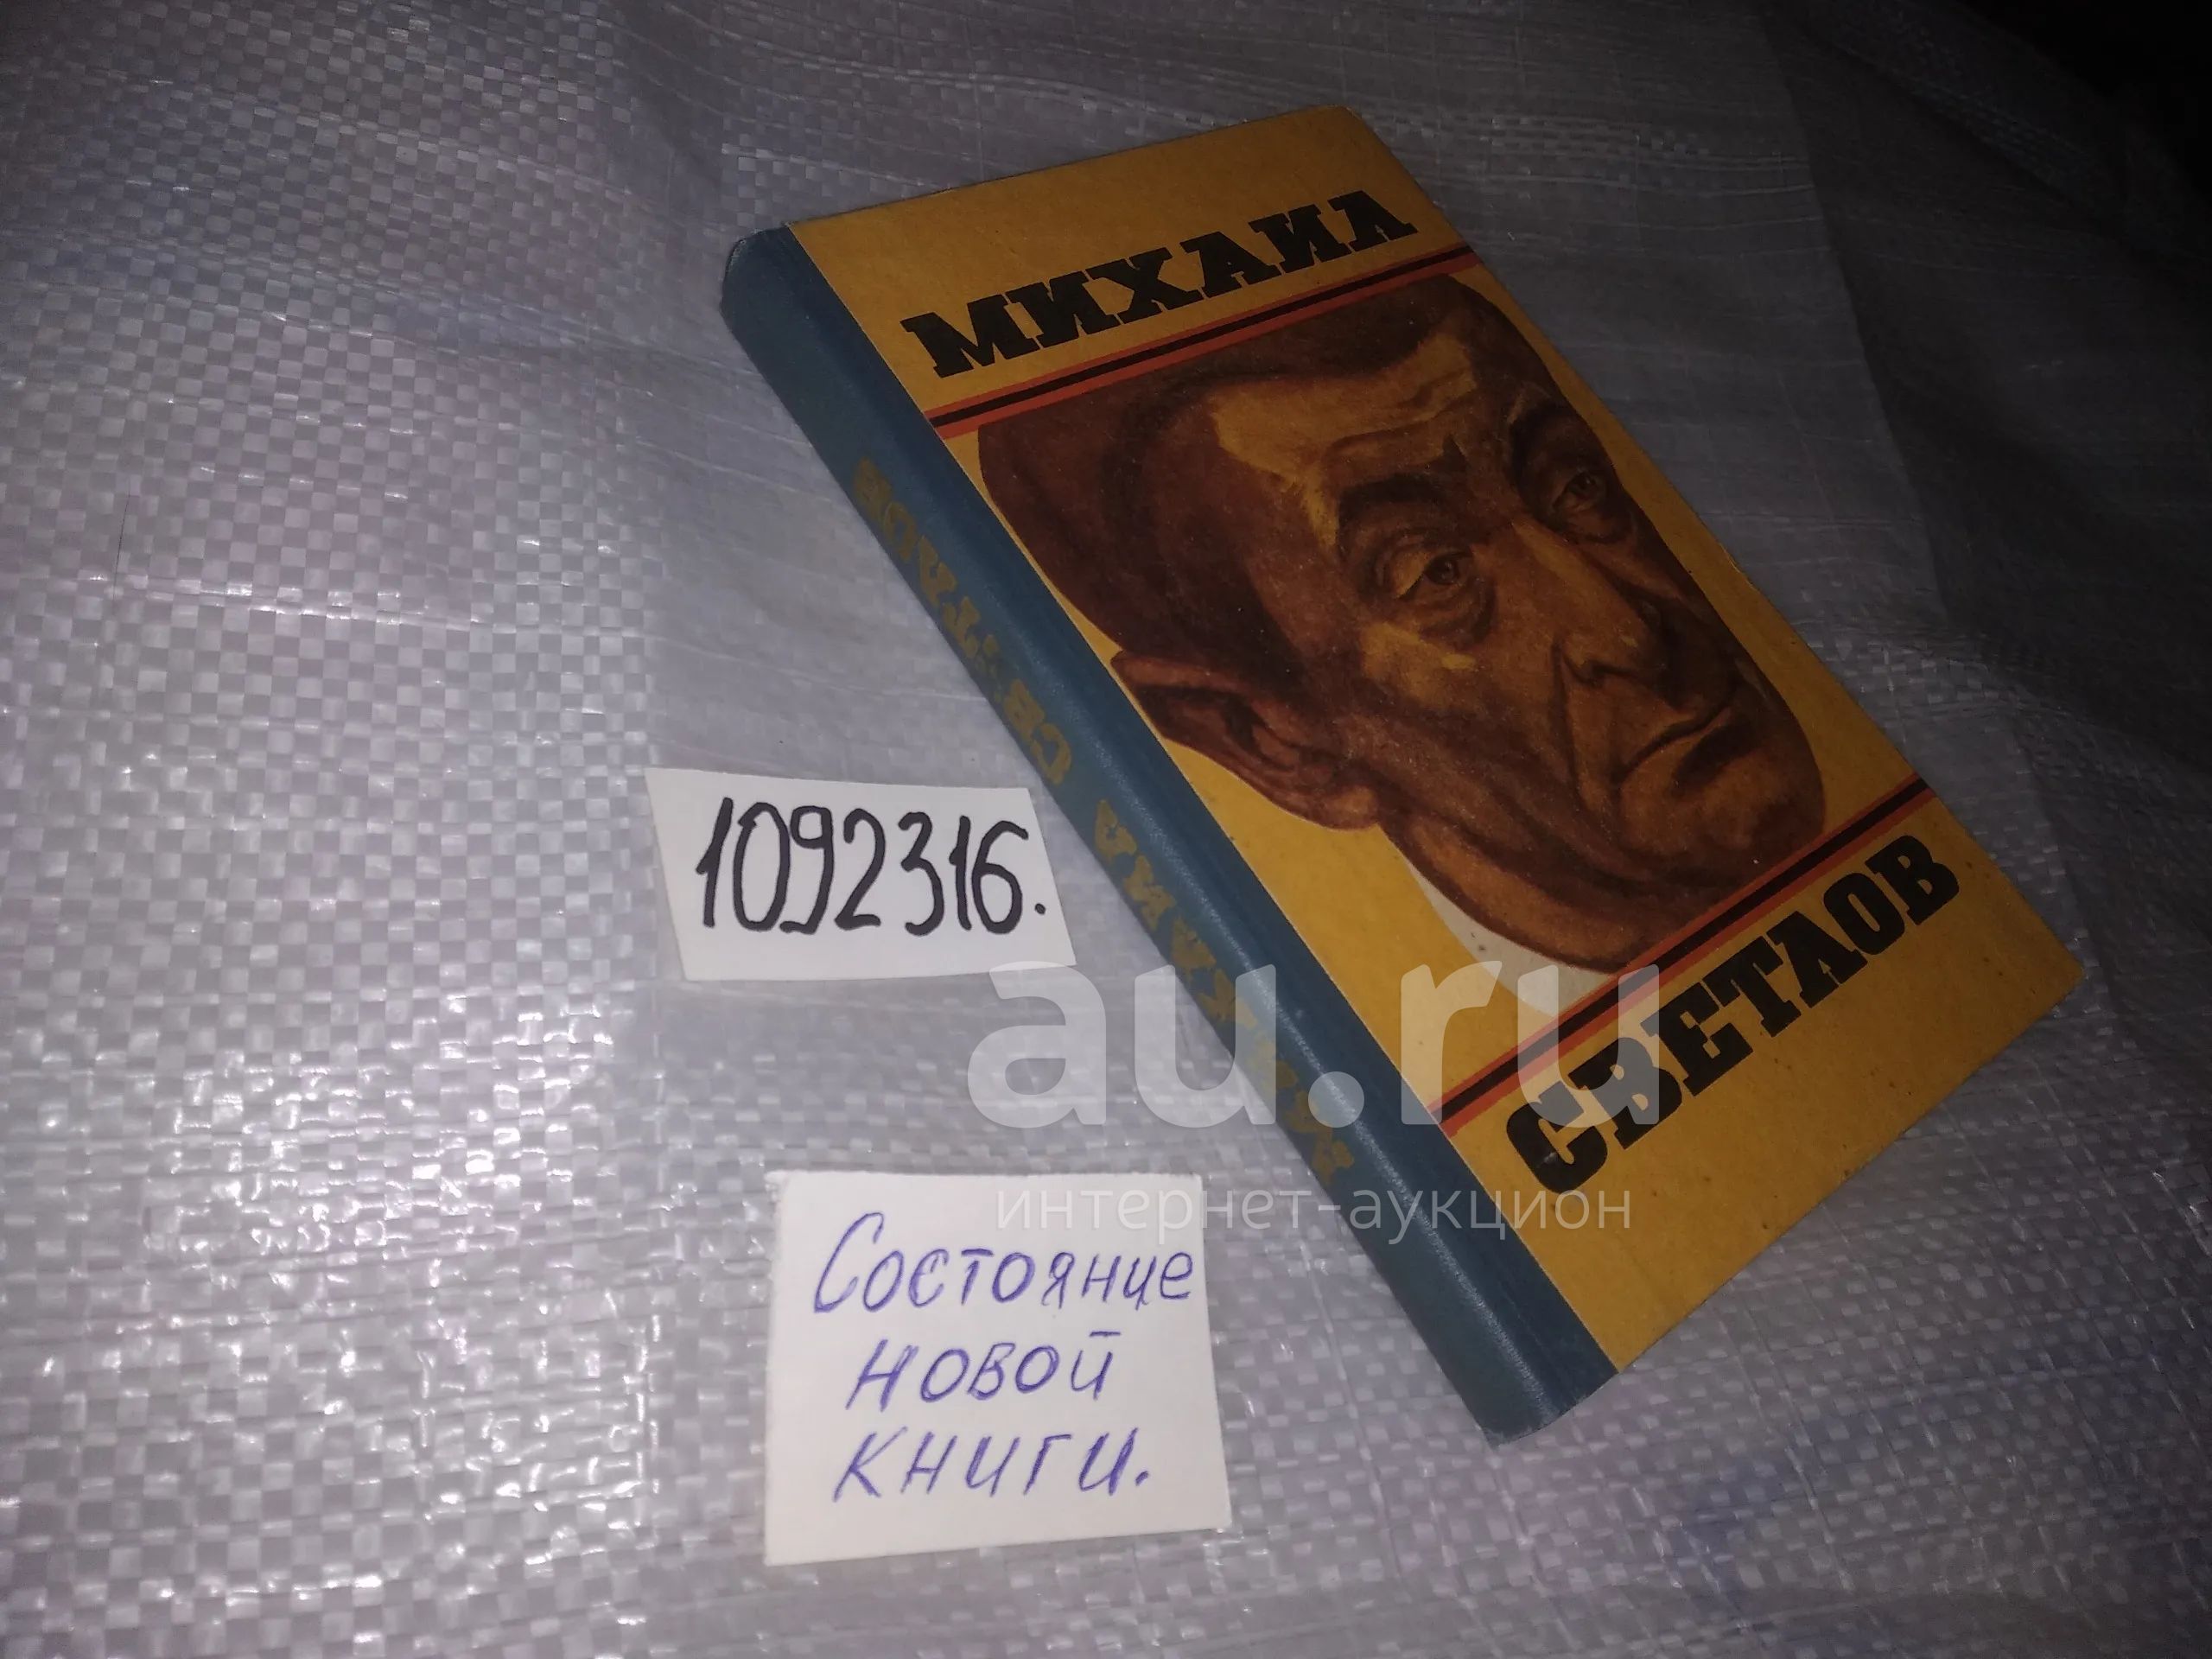 МИХАИЛ
СВЕТЛОВ
МИХАИЛ СВЕТЛОВ
1092316.
au.ru
интернет-аукцион
Состояние
новой
книги.